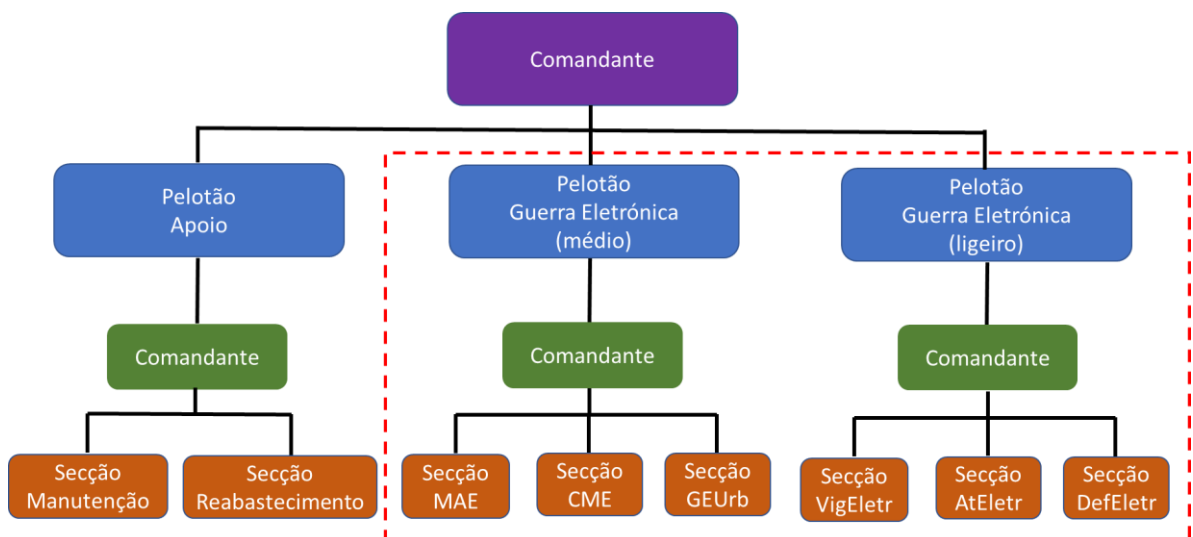 Comandante
Pelotão
Apoio
Pelotão
Guerra Eletrónica
(médio)
Pelotão
Guerra Eletrónica
(ligeiro)
Comandante
Comandante
Comandante
Secção
Manutenção
Secção
Reabastecimento
Secção
MAE
Secção
CME
Secção
GEUrb
Secção
VigEletr
Secção
AtEletr
Secção
DefEletr